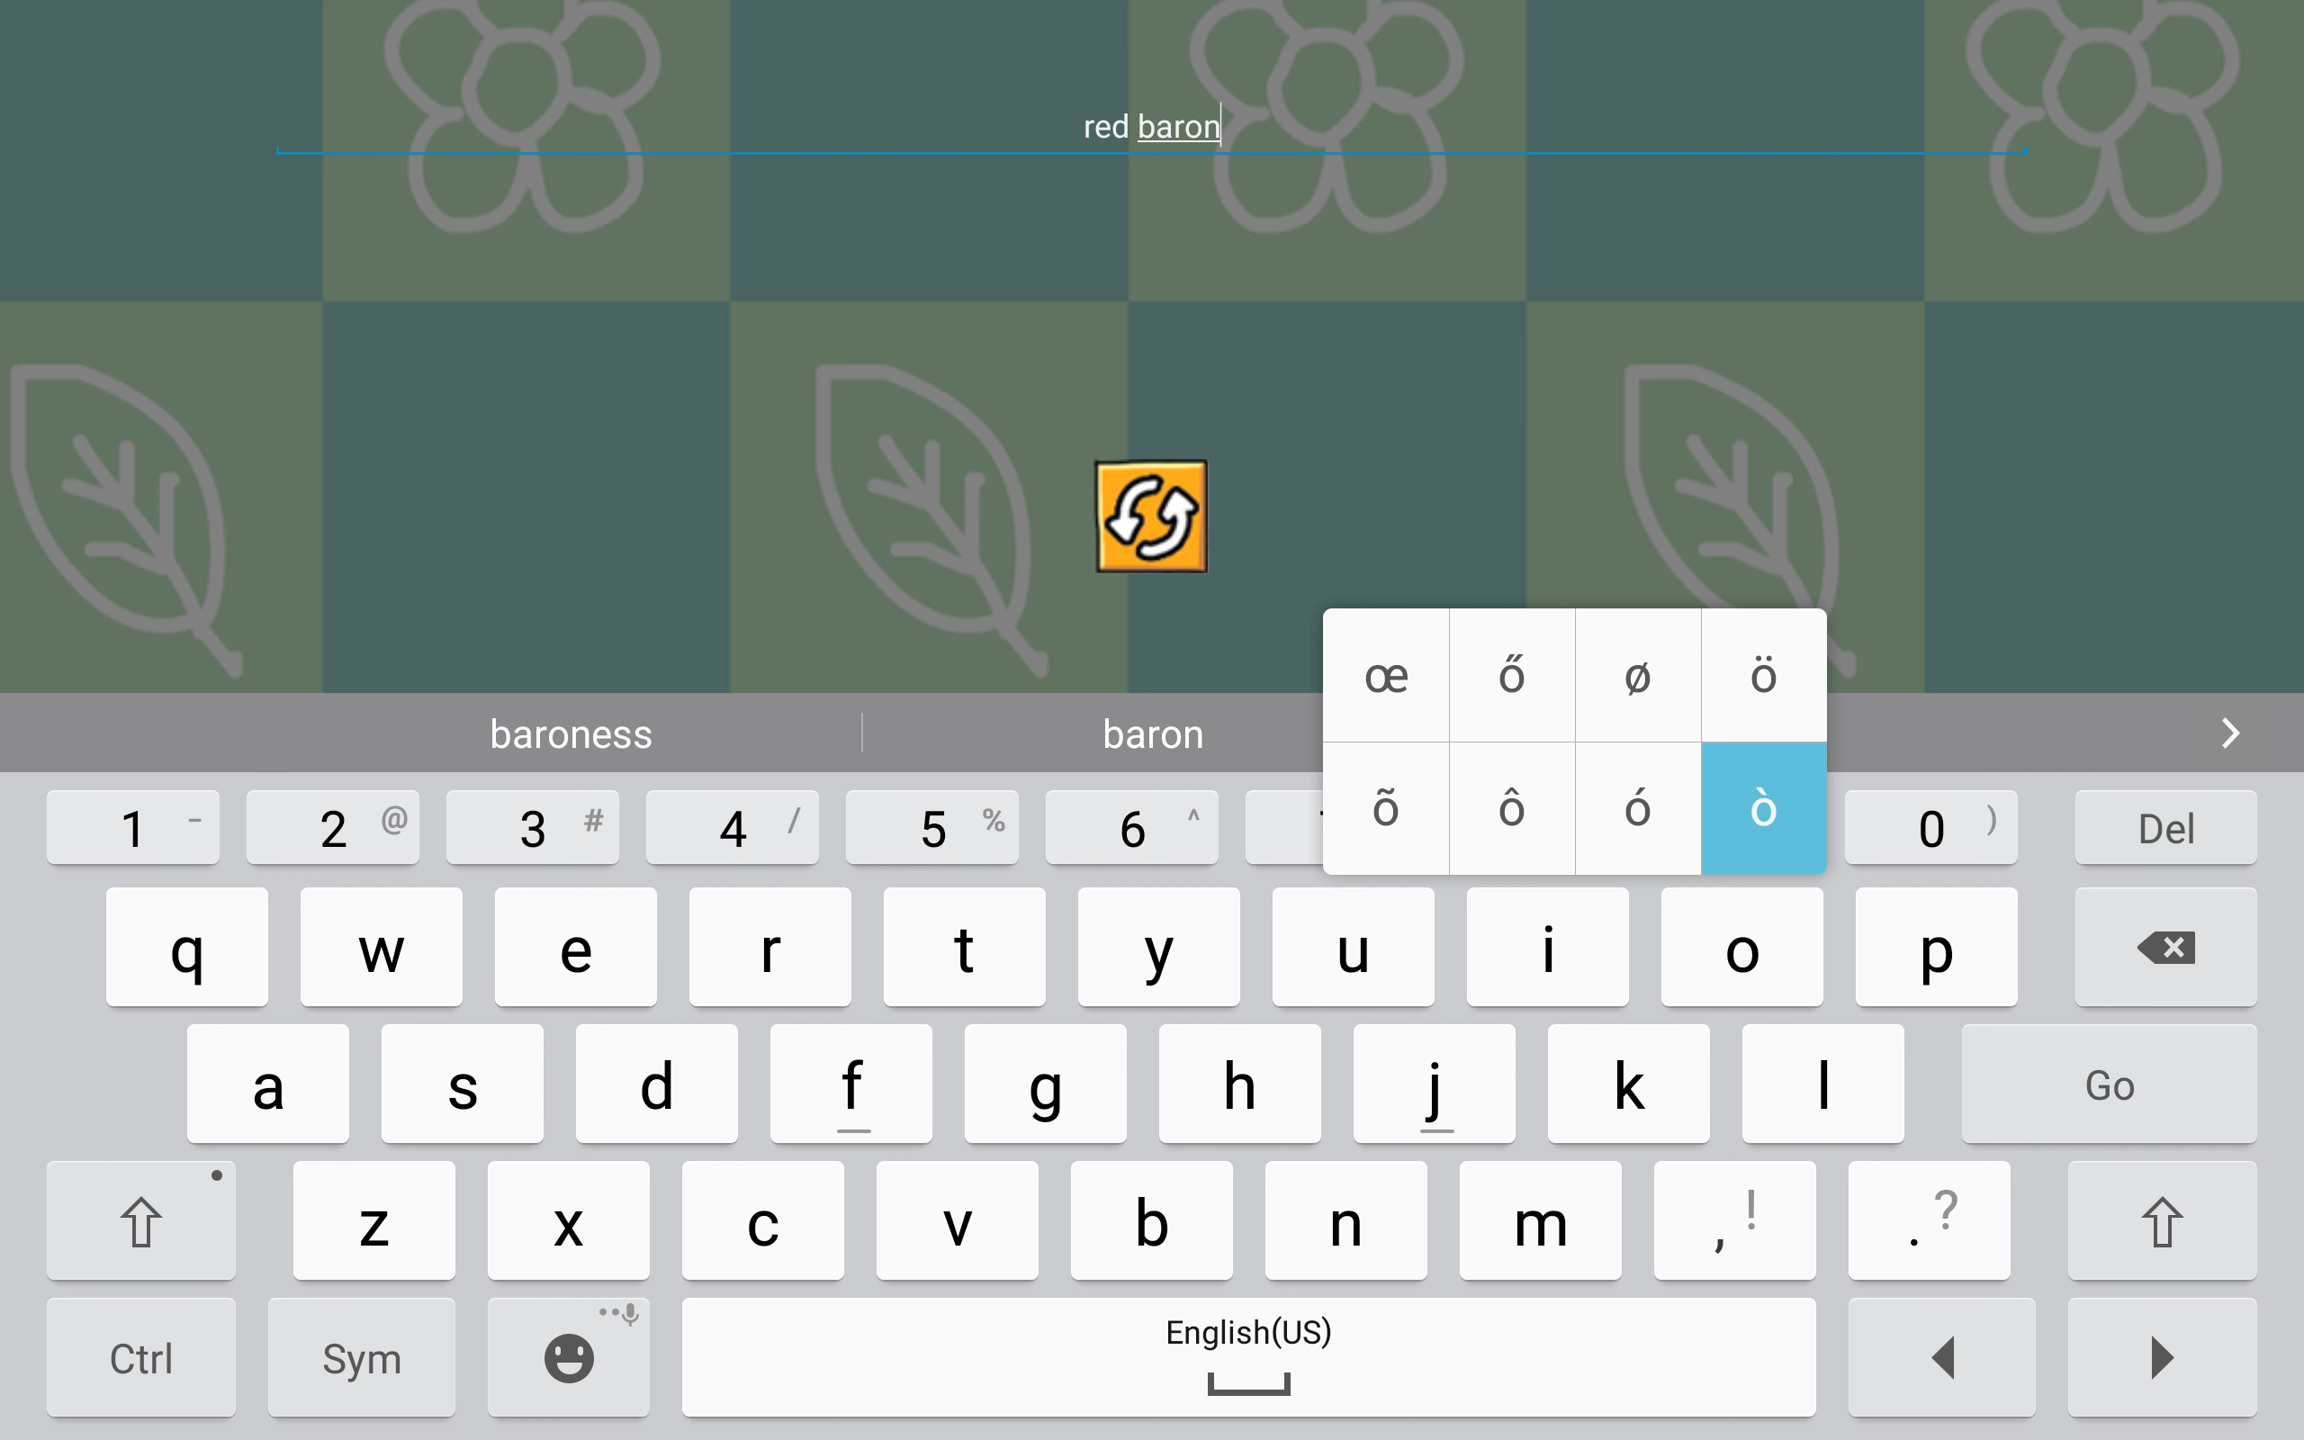 red baron
œ ő ø ö
baroness baron
õ ô ó ò
1 - 2 @ 3 # 4 / 5 % 6 ^ 0 ) Del
q w e r t y u i o p
a s d f g h j k l Go
z x c v b n m , ! . ?
Ctrl Sym English(US)